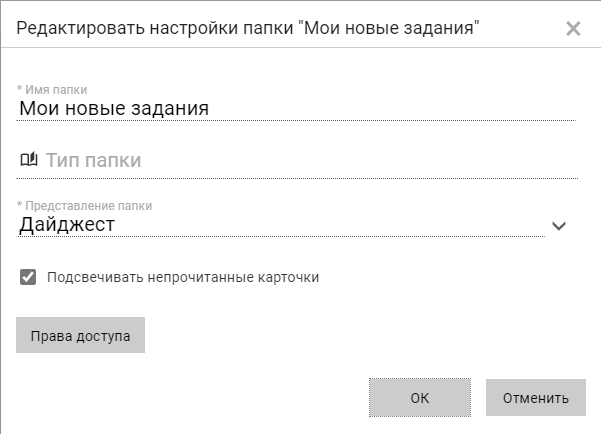 Редактировать настройки папки "Мои новые задания"
* Имя папки
Мои новые задания
Тип папки
* Представление папки
Дайджест
Подсвечивать непрочитанные карточки
Права доступа
ОК
Отменить